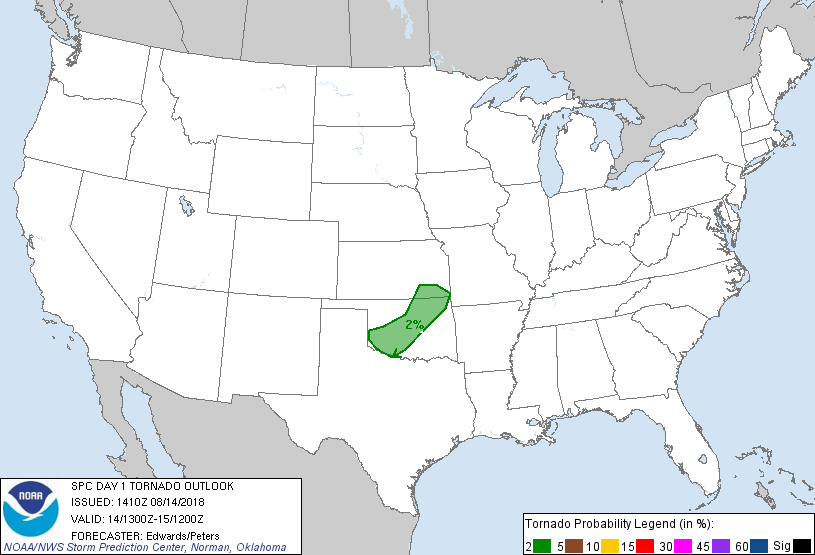 2%
SPC DAY 1 TORNADO OUTLOOK
ISSUED: 1410Z 08/14/2018
VALID: 14/1300Z-15/1200Z
FORECASTER: Edwards/Peters
NOAA/NWS Storm Prediction Center, Norman, Oklahoma
NOAA
Tornado Probability Legend (in %):
2 5 10 15 30 45 60 Sig